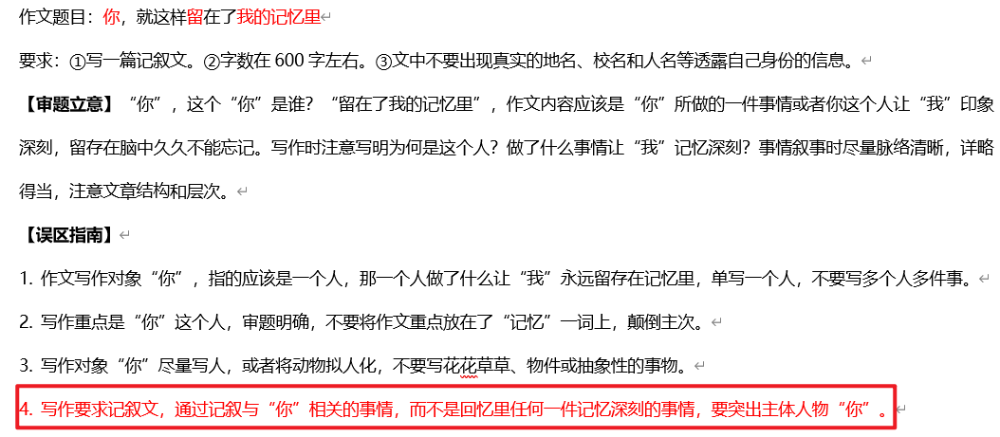 作文题目：你，就这样留在了我的记忆里
要求：①写一篇记叙文。②字数在 600 字左右。③文中不要出现真实的地名、校名和人名等透露自己身份的信息。
【审题立意】“你”，这个“你”是谁？“留在了我的记忆里”，作文内容应该是“你”所做的一件事情或者你这个人让“我”印象
深刻，留存在脑中久久不能忘记。写作时注意写明为何是这个人？做了什么事情让“我”记忆深刻？事情叙事时尽量脉络清晰，详略
得当，注意文章结构和层次。
【误区指南】
1. 作文写作对象“你”，指的应该是一个人，那一个人做了什么让“我”永远留存在记忆里，单写一个人，不要写多个人多件事。
2. 写作重点是“你”这个人，审题明确，不要将作文重点放在了“记忆”一词上，颠倒主次。
3. 写作对象“你”尽量写人，或者将动物拟人化，不要写花花草草、物件或抽象性的事物。
4. 写作要求记叙文，通过记叙与“你”相关的事情，而不是回忆里任何一件记忆深刻的事情，要突出主体人物“你”。